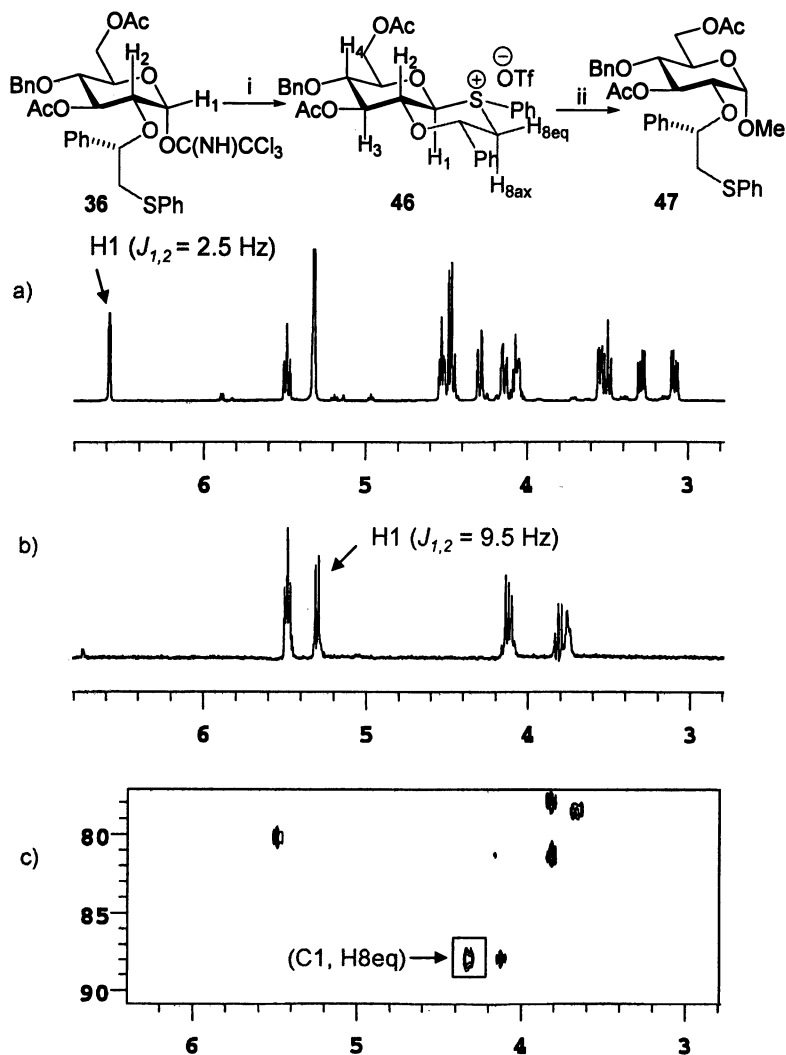 OAc
H2
O
BnO
AcO
H1
i
Ph
O
OC(NH)CCl3
SPh
36
OAc
H4
H2
⊖
OTf
BnO
O
S+
Ph
AcO
O
H3
H1
Ph
H8eq
H8ax
46
ii
OAc
BnO
O
AcO
O
OMe
Ph
SPh
47
H1 (J1,2 = 2.5 Hz)
a)
6 5 4 3
b)
H1 (J1,2 = 9.5 Hz)
6 5 4 3
c)
80
85
(C1, H8eq)
90
6 5 4 3